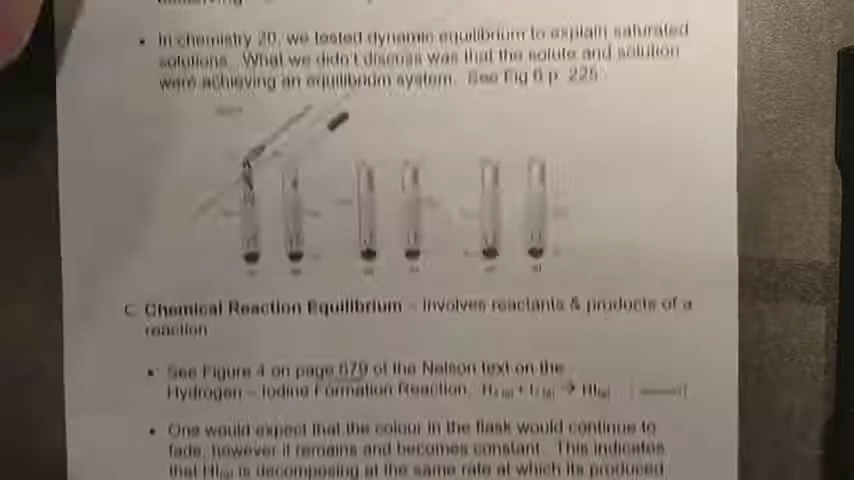 • In chemistry 20, we tested dynamic equilibrium to explain saturated
solutions. What we didn't discuss was that the solute and solution
were achieving an equilibrium system. See Fig 6 p. 225.
C. Chemical Reaction Equilibrium – Involves reactants & products of a
reaction
• See Figure 4 on page 679 of the Nelson text on the
Hydrogen – Iodine Formation Reaction. H₂(g) + I₂(g) → HI(g)
• One would expect that the colour in the flask would continue to
fade, however it remains and becomes constant. This indicates
that HI(g) is decomposing at the same rate at which its produced